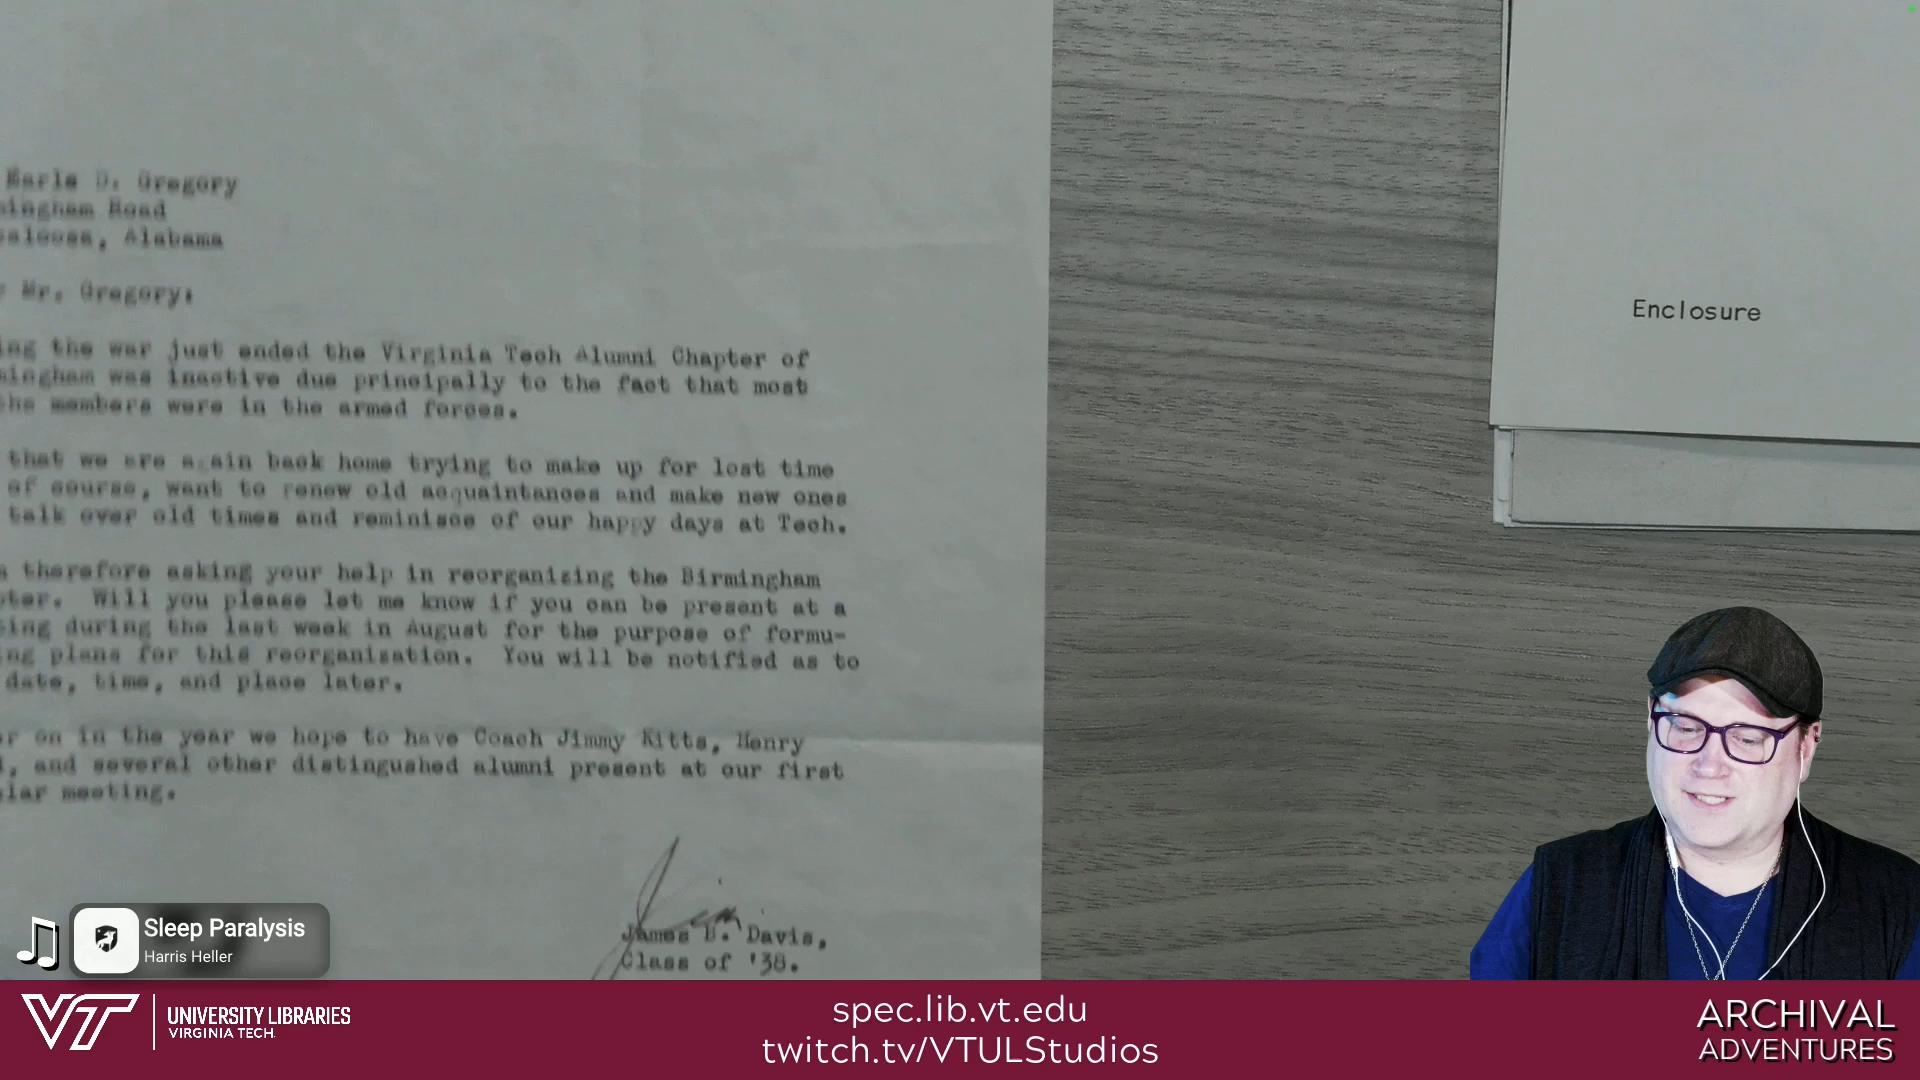 Earle D. Gregory
ingham Road
aloosa, Alabama
Mr. Gregory:
ing the war just ended the Virginia Tech Alumni Chapter of
ingham was inactive due principally to the fact that most
the members were in the armed forces.
that we are again back home trying to make up for lost time
of course, want to renew old acquaintances and make new ones
talk over old times and reminisce of our happy days at Tech.
therefore asking your help in reorganizing the Birmingham
ter. Will you please let me know if you can be present at a
ing during the last week in August for the purpose of formu-
ing plans for this reorganization. You will be notified as to
date, time, and place later.
r on in the year we hope to have Coach Jimmy Kitts, Henry
, and several other distingushed alumni present at our first
lar meeting.
Jim
James B. Davis,
Class of '38.
Enclosure
Sleep Paralysis
Harris Heller
VT
UNIVERSITY LIBRARIES
VIRGINIA TECH
spec.lib.vt.edu
twitch.tv/VTULStudios
ARCHIVAL
ADVENTURES